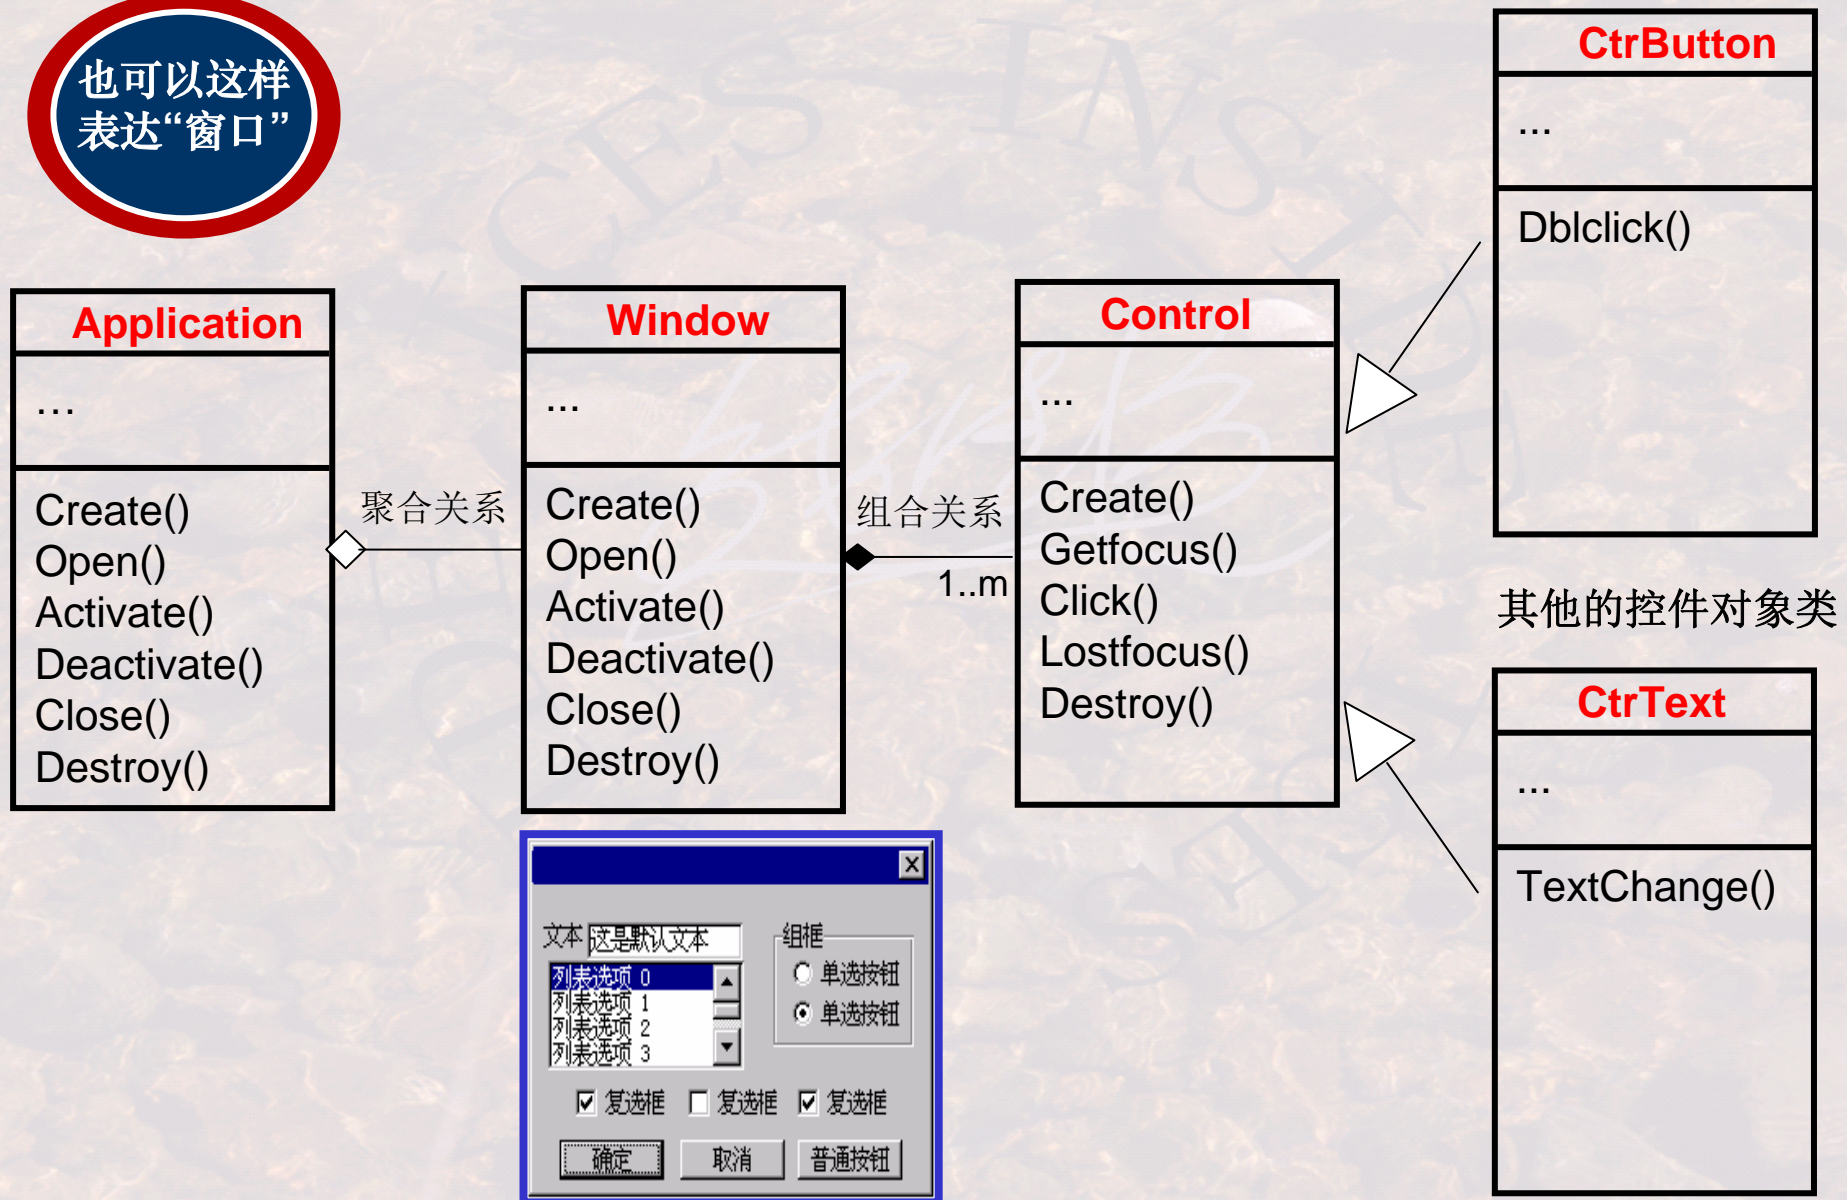 也可以这样
表达“窗口”
Application
…
Create()
Open()
Activate()
Deactivate()
Close()
Destroy()
聚合关系
Window
...
Create()
Open()
Activate()
Deactivate()
Close()
Destroy()
组合关系
1..m
Control
...
Create()
Getfocus()
Click()
Lostfocus()
Destroy()
CtrButton
...
Dblclick()
其他的控件对象类
CtrText
...
TextChange()
文本 这是默认文本
列表选项 0
列表选项 1
列表选项 2
列表选项 3
组框
单选按钮
单选按钮
复选框 复选框 复选框
确定 取消 普通按钮